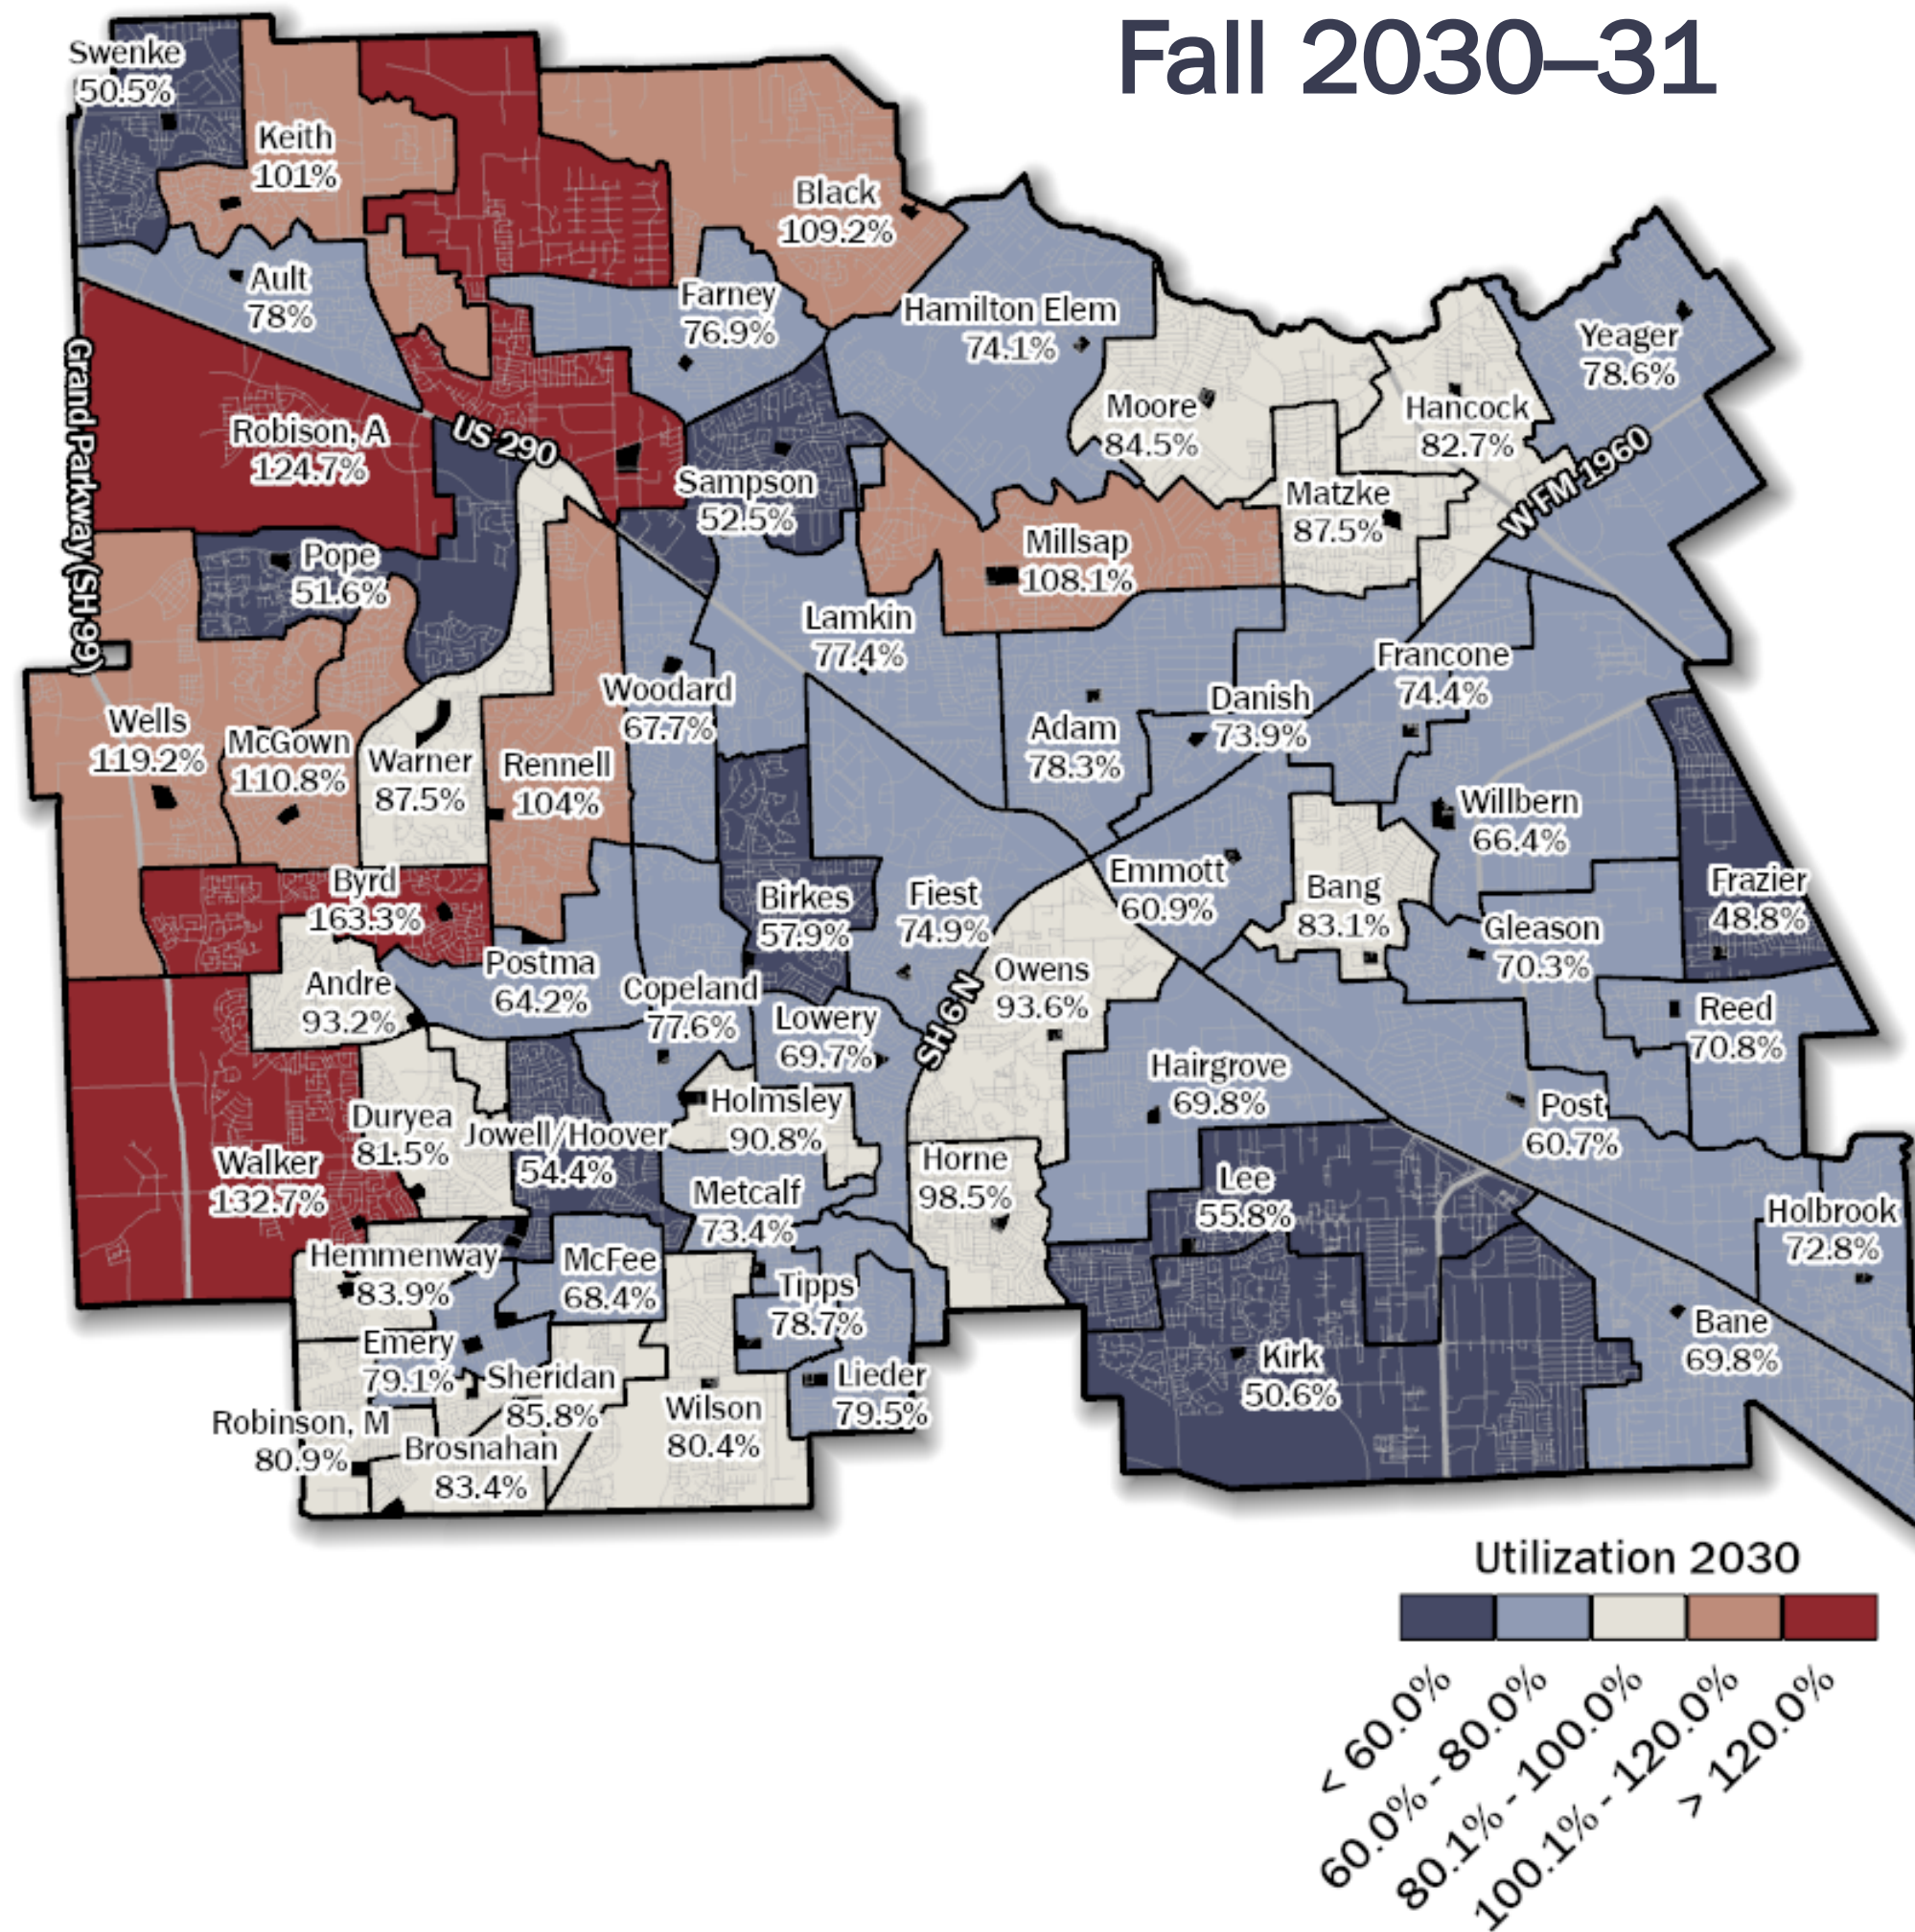 Fall 2030–31
Swenke
50.5%
Keith
101%
Black
109.2%
Ault
78%
Farney
76.9%
Hamilton Elem
74.1%
Yeager
78.6%
Grand Parkway (SH 99)
Robison, A
124.7%
US 290
Moore
84.5%
Hancock
82.7%
Sampson
52.5%
Matzke
87.5%
W FM 1960
Pope
51.6%
Millsap
108.1%
Lamkin
77.4%
Francone
74.4%
Woodard
67.7%
Danish
73.9%
Adam
78.3%
Wells
119.2%
McGown
110.8%
Warner
87.5%
Rennell
104%
Willbern
66.4%
Byrd
163.3%
Birkes
57.9%
Fiest
74.9%
Emmott
60.9%
Bang
83.1%
Frazier
48.8%
Gleason
70.3%
Andre
93.2%
Postma
64.2%
Copeland
77.6%
Lowery
69.7%
SH 6 N
Owens
93.6%
Reed
70.8%
Hairgrove
69.8%
Post
60.7%
Duryea
81.5%
Jowell/Hoover
54.4%
Holmsley
90.8%
Walker
132.7%
Metcalf
73.4%
Horne
98.5%
Lee
55.8%
Holbrook
72.8%
Hemmenway
83.9%
McFee
68.4%
Tipps
78.7%
Bane
69.8%
Emery
79.1%
Sheridan
85.8%
Lieder
79.5%
Kirk
50.6%
Robinson, M
80.9%
Brosnahan
83.4%
Wilson
80.4%
Utilization 2030
< 60.0%
60.0% - 80.0%
80.1% - 100.0%
100.1% - 120.0%
> 120.0%